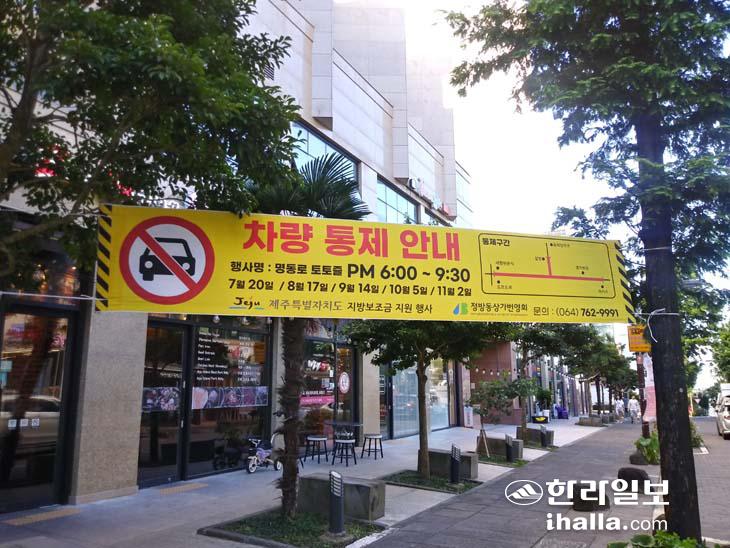 차량 통제 안내
행사명 : 명동로 토토즐 PM 6:00 ~ 9:30
7월 20일 / 8월 17일 / 9월 14일 / 10월 5일 / 11월 2일
Jeju 제주특별자치도 지방보조금 지원 행사
통제구간
정방동상가번영회 문의 : (064) 762-9991
한라일보
ihalla.com